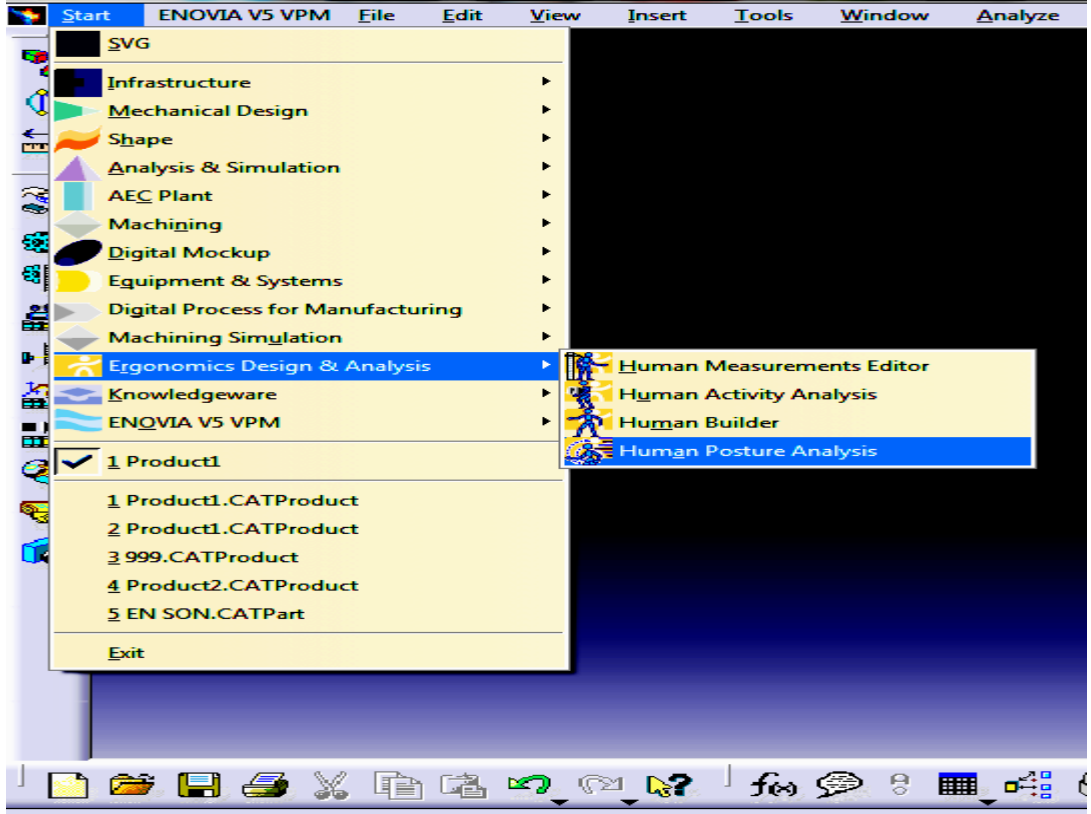 Start ENOVIA V5 VPM File Edit View Insert Tools Window Analyze
SVG
Infrastructure
Mechanical Design
Shape
Analysis & Simulation
AEC Plant
Machining
Digital Mockup
Equipment & Systems
Digital Process for Manufacturing
Machining Simulation
Ergonomics Design & Analysis
Human Measurements Editor
Human Activity Analysis
Human Builder
Human Posture Analysis
Knowledgeware
ENOVIA V5 VPM
1 Product1
1 Product1.CATProduct
2 Product1.CATProduct
3 999.CATProduct
4 Product2.CATProduct
5 EN SON.CATPart
Exit
f(x)